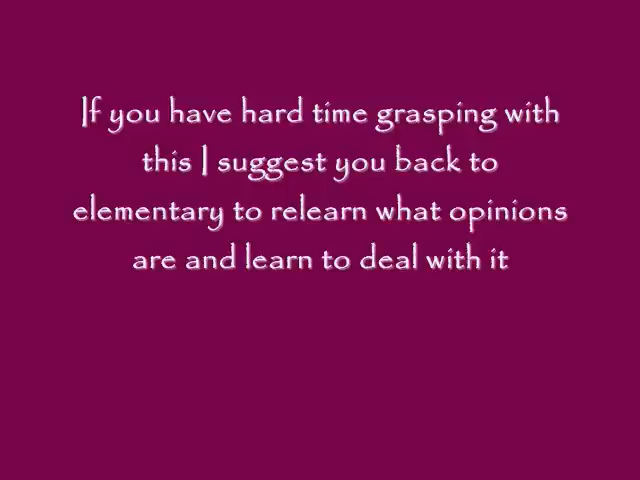 If you have hard time grasping with
this I suggest you back to
elementary to relearn what opinions
are and learn to deal with it